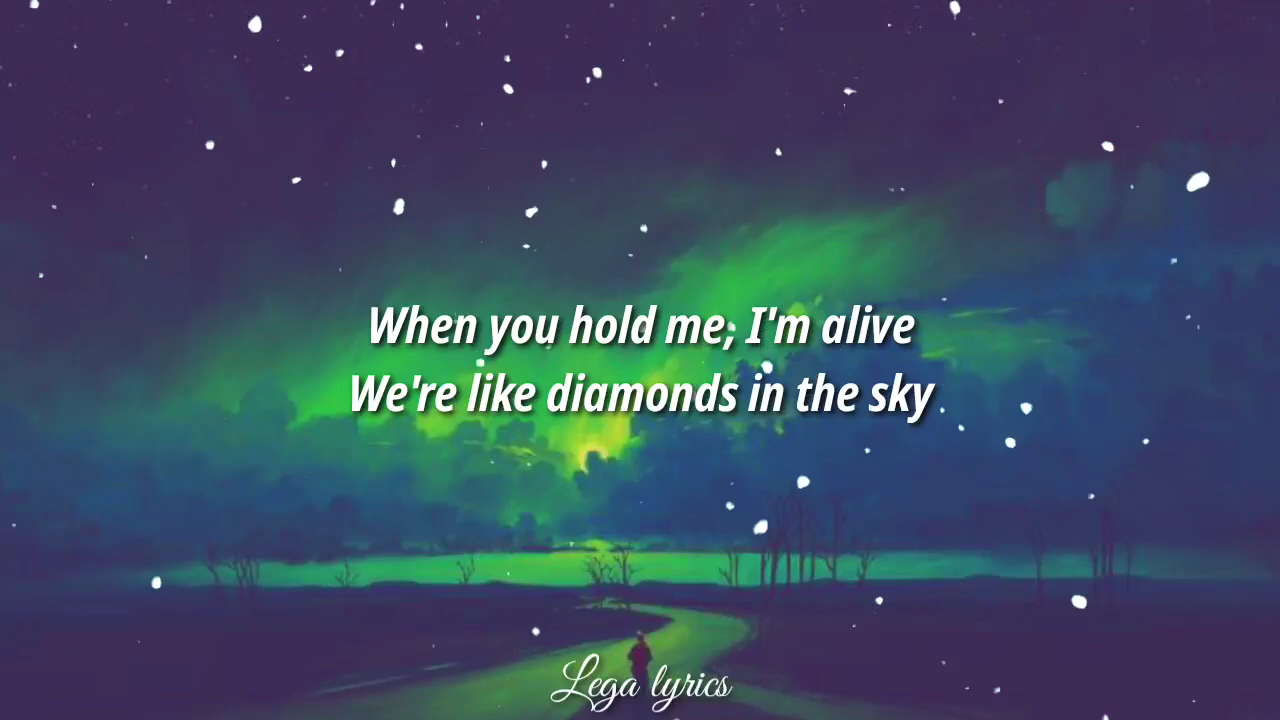 When you hold me, I'm alive
We're like diamonds in the sky
Lega lyrics